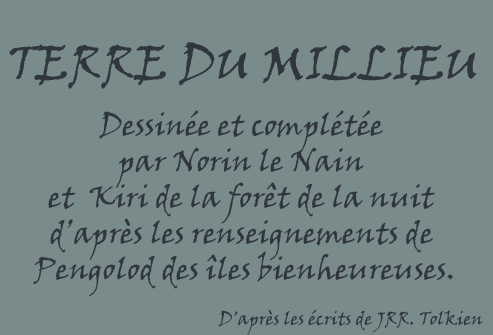 TERRE DU MILLIEU
Dessinée et complétée
par Norin le Nain
et Kiri de la forêt de la nuit
d'après les renseignements de
Pengolod des îles bienheureuses.
D'après les écrits de JRR. Tolkien